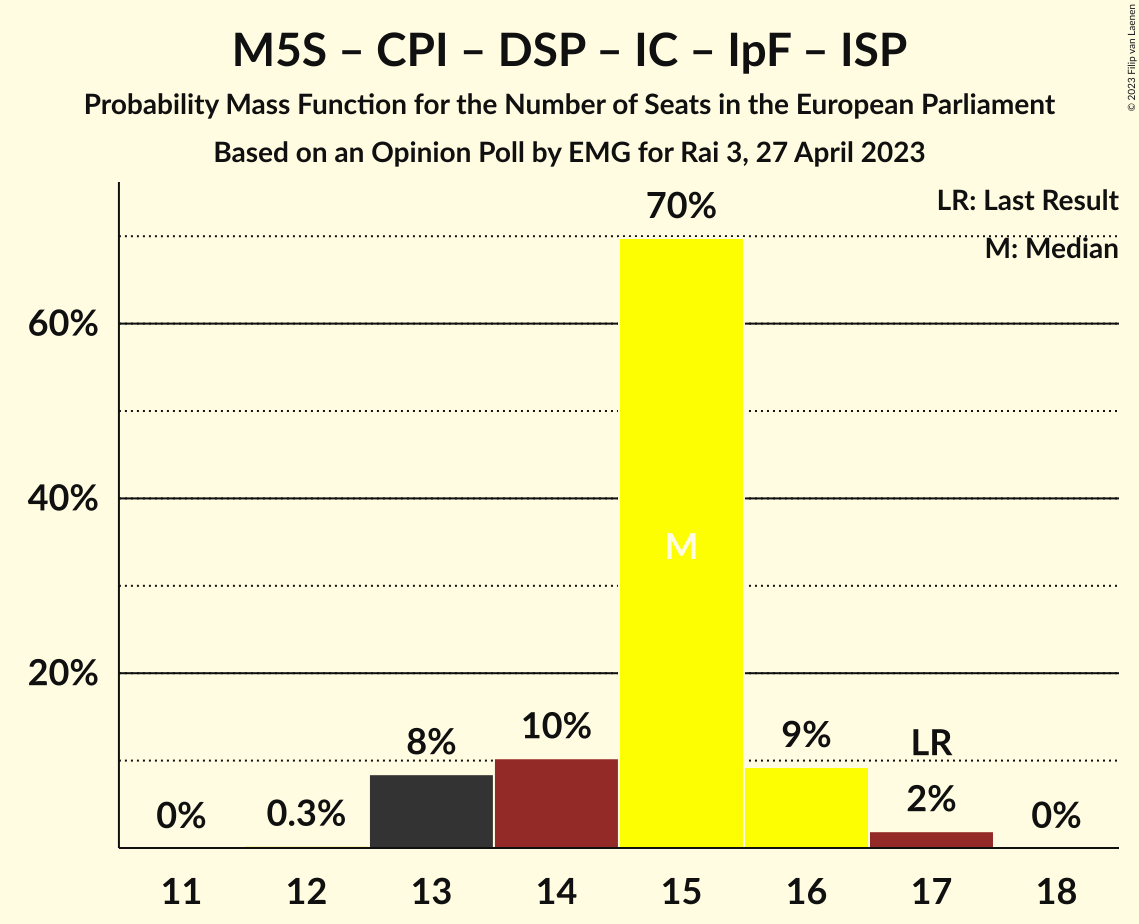 M5S – CPI – DSP – IC – IpF – ISP
Probability Mass Function for the Number of Seats in the European Parliament
Based on an Opinion Poll by EMG for Rai 3, 27 April 2023
© 2023 Filip van Laenen
LR: Last Result
M: Median
70%
60%
40%
M
20%
8%
10%
9%
LR
0%
0.3%
2%
0%
11 12 13 14 15 16 17 18